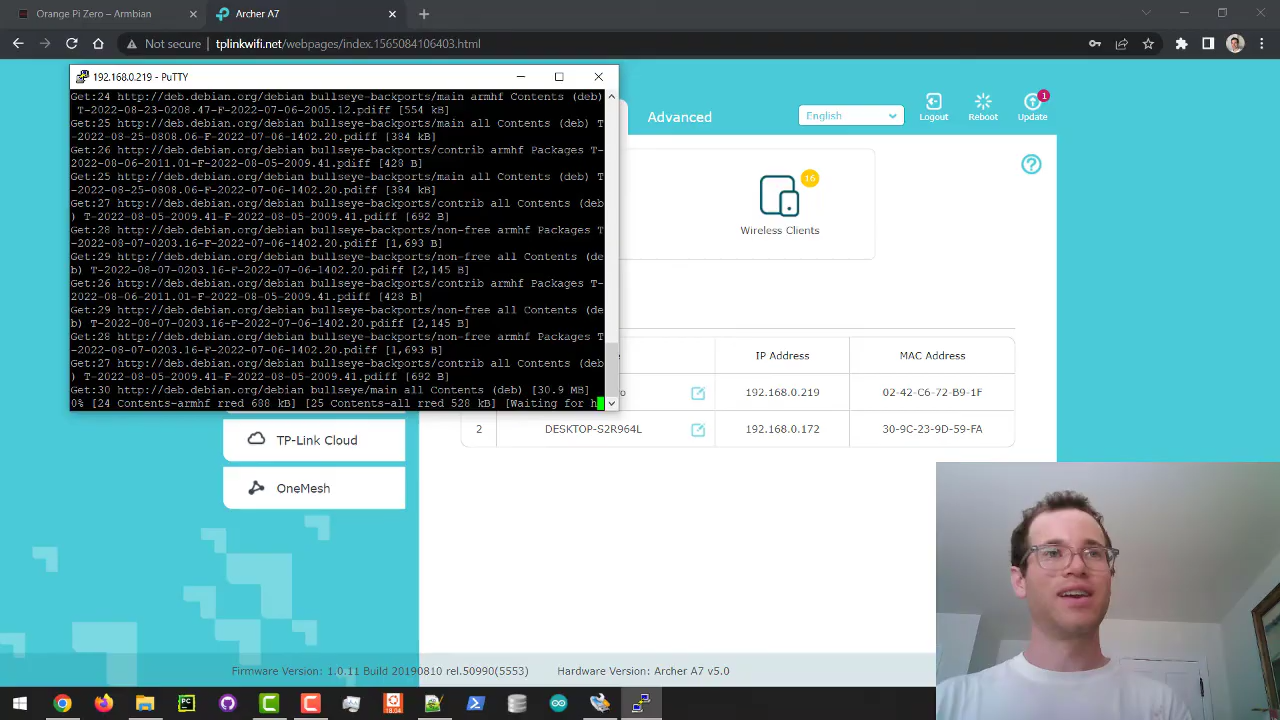 Orange Pi Zero – Armbian
Archer A7
Not secure
tplinkwifi.net/webpages/index.1565084106403.html
192.168.0.219 - PuTTY
Get:24 http://deb.debian.org/debian bullseye-backports/main armhf Contents (deb)
T-2022-08-23-0208.47-F-2022-07-06-2005.12.pdiff [554 kB]
Get:25 http://deb.debian.org/debian bullseye-backports/main all Contents (deb) T
-2022-08-25-0808.06-F-2022-07-06-1402.20.pdiff [384 kB]
Get:26 http://deb.debian.org/debian bullseye-backports/contrib armhf Packages T-
2022-08-06-2011.01-F-2022-08-05-2009.41.pdiff [428 B]
Get:25 http://deb.debian.org/debian bullseye-backports/main all Contents (deb) T
-2022-08-25-0808.06-F-2022-07-06-1402.20.pdiff [384 kB]
Get:27 http://deb.debian.org/debian bullseye-backports/contrib all Contents (deb
) T-2022-08-05-2009.41-F-2022-08-05-2009.41.pdiff [692 B]
Get:28 http://deb.debian.org/debian bullseye-backports/non-free armhf Packages T
-2022-08-07-0203.16-F-2022-07-06-1402.20.pdiff [1,693 B]
Get:29 http://deb.debian.org/debian bullseye-backports/non-free all Contents (de
b) T-2022-08-07-0203.16-F-2022-07-06-1402.20.pdiff [2,145 B]
Get:26 http://deb.debian.org/debian bullseye-backports/contrib armhf Packages T-
2022-08-06-2011.01-F-2022-08-05-2009.41.pdiff [428 B]
Get:29 http://deb.debian.org/debian bullseye-backports/non-free all Contents (de
b) T-2022-08-07-0203.16-F-2022-07-06-1402.20.pdiff [2,145 B]
Get:28 http://deb.debian.org/debian bullseye-backports/non-free armhf Packages T
-2022-08-07-0203.16-F-2022-07-06-1402.20.pdiff [1,693 B]
Get:27 http://deb.debian.org/debian bullseye-backports/contrib all Contents (deb
) T-2022-08-05-2009.41-F-2022-08-05-2009.41.pdiff [692 B]
Get:30 http://deb.debian.org/debian bullseye/main all Contents (deb) [30.9 MB]
0% [24 Contents-armhf rred 688 kB] [25 Contents-all rred 528 kB] [Waiting for h
Advanced
English
Logout
Reboot
1
Update
16
Wireless Clients
IP Address
MAC Address
192.168.0.219
02-42-C6-72-B9-1F
2
DESKTOP-S2R964L
192.168.0.172
30-9C-23-9D-59-FA
TP-Link Cloud
OneMesh
Firmware Version: 1.0.11 Build 20190810 rel.50990(5553)
Hardware Version: Archer A7 v5.0
PC
18.04